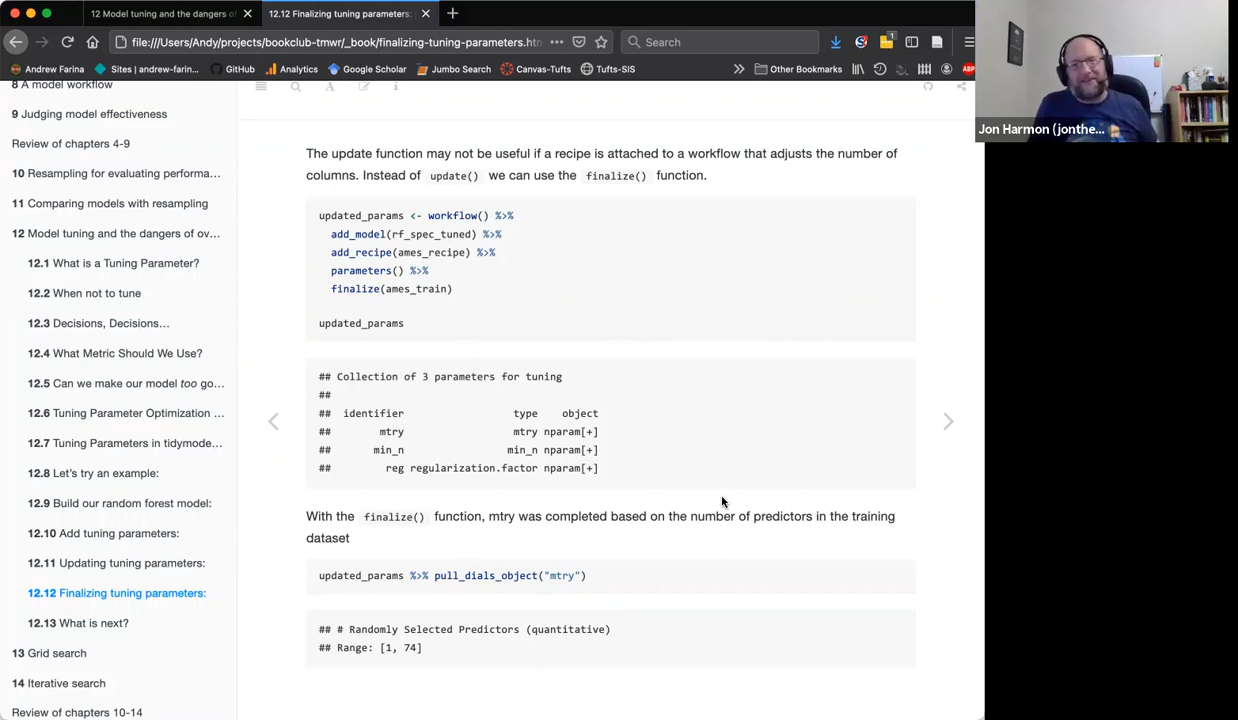 12 Model tuning and the dangers of
12.12 Finalizing tuning parameters:
file:///Users/Andy/projects/bookclub-tmwr/_book/finalizing-tuning-parameters.htm
Search
1
Andrew Farina
Sites | andrew-farin...
GitHub
Analytics
Google Scholar
Jumbo Search
Canvas-Tufts
Tufts-SIS
Other Bookmarks
ABP
Jon Harmon (jonthe...
8 A model workflow
9 Judging model effectiveness
Review of chapters 4-9
10 Resampling for evaluating performa...
11 Comparing models with resampling
12 Model tuning and the dangers of ov...
12.1 What is a Tuning Parameter?
12.2 When not to tune
12.3 Decisions, Decisions...
12.4 What Metric Should We Use?
12.5 Can we make our model too go...
12.6 Tuning Parameter Optimization ...
12.7 Tuning Parameters in tidymode...
12.8 Let's try an example:
12.9 Build our random forest model:
12.10 Add tuning parameters:
12.11 Updating tuning parameters:
12.12 Finalizing tuning parameters:
12.13 What is next?
13 Grid search
14 Iterative search
Review of chapters 10-14
The update function may not be useful if a recipe is attached to a workflow that adjusts the number of
columns. Instead of update() we can use the finalize() function.
updated_params <- workflow() %>%
add_model(rf_spec_tuned) %>%
add_recipe(ames_recipe) %>%
parameters() %>%
finalize(ames_train)
updated_params
## Collection of 3 parameters for tuning
##
## identifier type object
## mtry mtry nparam[+]
## min_n min_n nparam[+]
## reg regularization.factor nparam[+]
With the finalize() function, mtry was completed based on the number of predictors in the training
dataset
updated_params %>% pull_dials_object("mtry")
## # Randomly Selected Predictors (quantitative)
## Range: [1, 74]